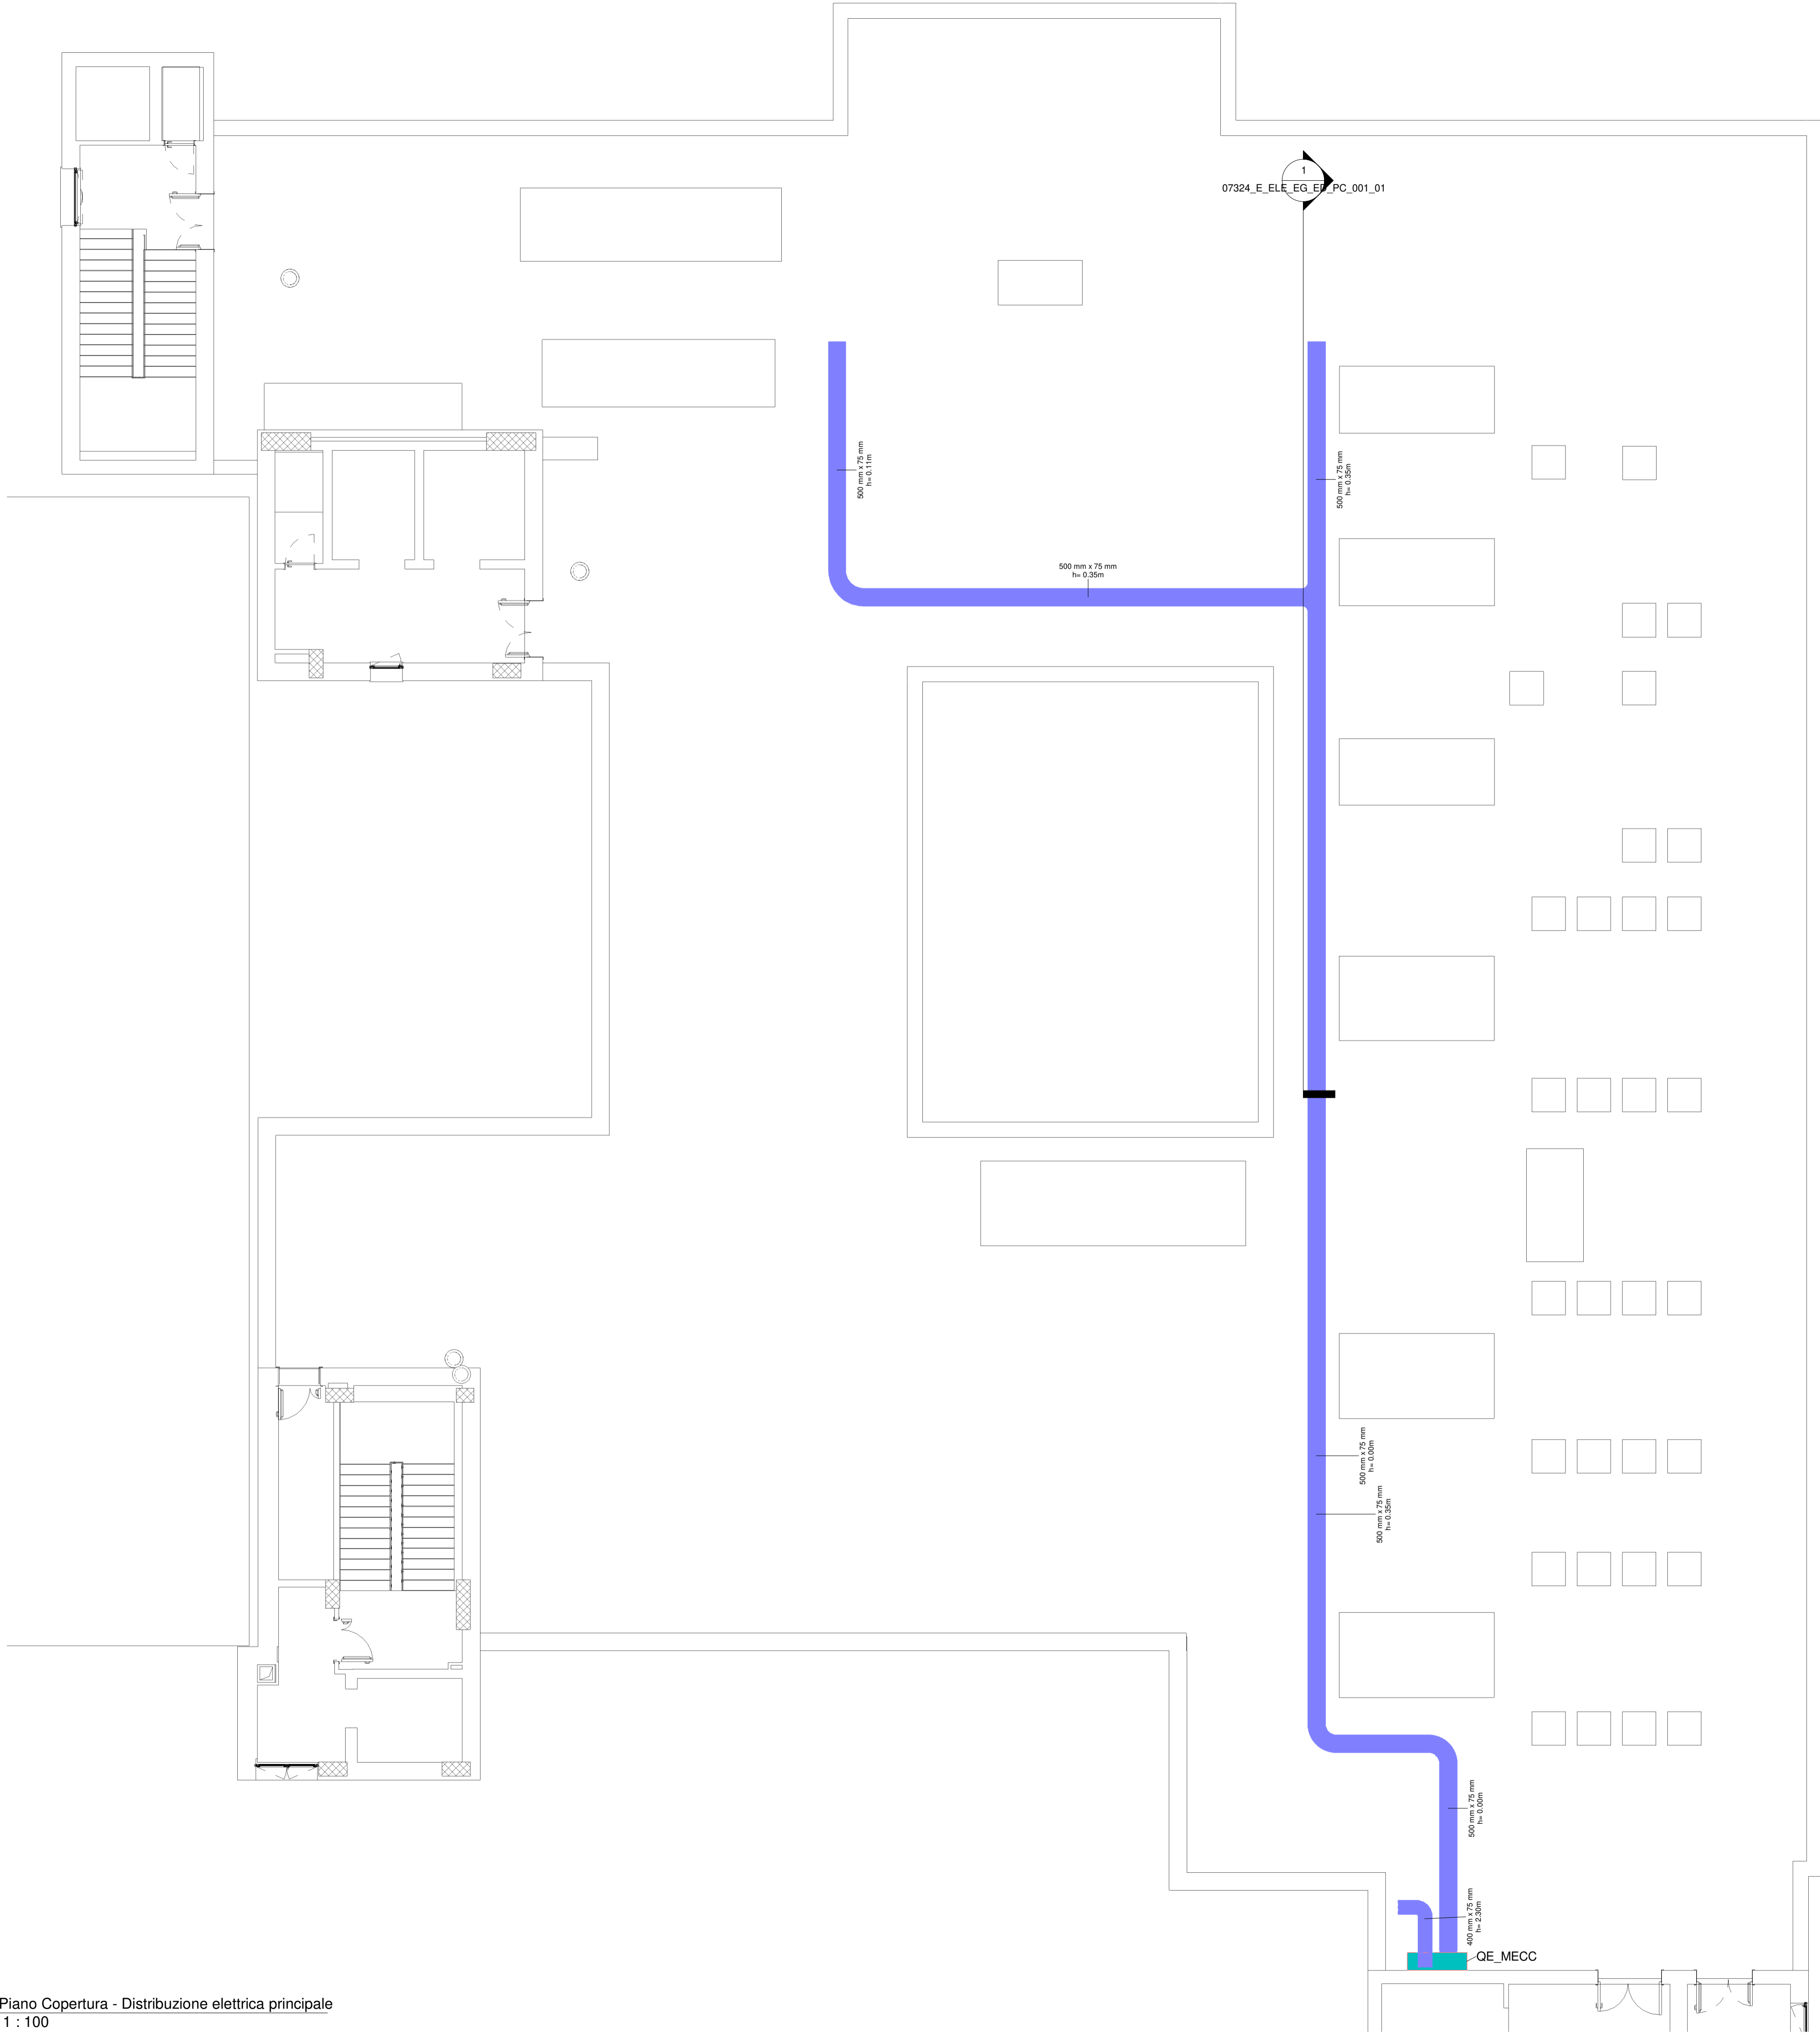 1
07324_E_ELE_EG_ED_PC_001_01
500 mm x 75 mm
h= 0.11m
500 mm x 75 mm
h= 0.35m
500 mm x 75 mm
h= 0.35m
500 mm x 75 mm
h= 0.00m
500 mm x 75 mm
h= 0.35m
500 mm x 75 mm
h= 0.00m
400 mm x 75 mm
h= 2.30m
QE_MECC
Piano Copertura - Distribuzione elettrica principale
1 : 100